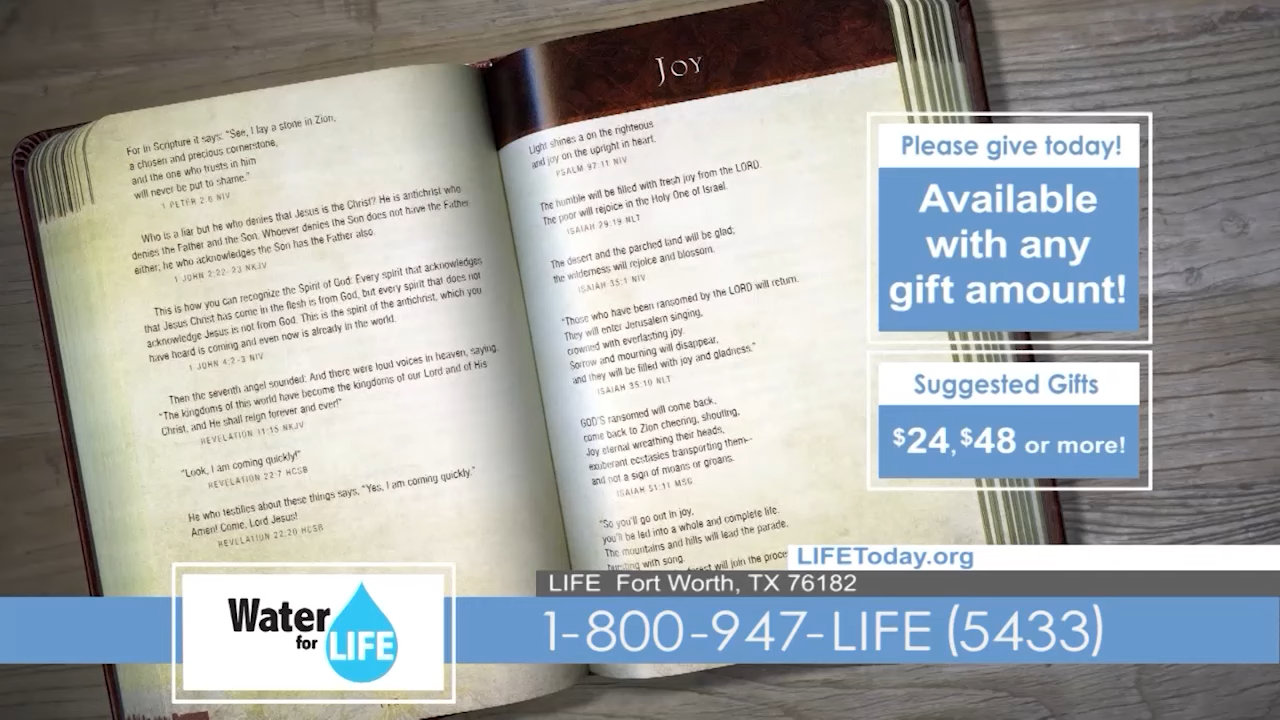 For in Scripture it says: "See, I lay a stone in Zion,
a chosen and precious cornerstone,
and the one who trusts in him
will never be put to shame."
1 PETER 2:6 NIV
Who is a liar but he who denies that Jesus is the Christ? He is antichrist who
denies the Father and the Son. Whoever denies the Son does not have the Father
either; he who acknowledges the Son has the Father also.
1 JOHN 2:22-23 NKJV
This is how you can recognize the Spirit of God: Every spirit that acknowledges
that Jesus Christ has come in the flesh is from God, but every spirit that does not
acknowledge Jesus is not from God. This is the spirit of the antichrist, which you
have heard is coming and even now is already in the world.
1 JOHN 4:2-3 NIV
Then the seventh angel sounded: And there were loud voices in heaven, saying,
"The kingdoms of this world have become the kingdoms of our Lord and of His
Christ, and He shall reign forever and ever!"
REVELATION 11:15 NKJV
"Look, I am coming quickly!"
REVELATION 22:7 HCSB
He who testifies about these things says, "Yes, I am coming quickly."
Amen! Come, Lord Jesus!
REVELATION 22:20 HCSB
JOY
Light shines a on the righteous
and joy on the upright in heart.
PSALM 97:11 NIV
The humble will be filled with fresh joy from the LORD.
The poor will rejoice in the Holy One of Israel.
ISAIAH 29:19 NLT
The desert and the parched land will be glad;
the wilderness will rejoice and blossom.
ISAIAH 35:1 NIV
"Those who have been ransomed by the LORD will return.
They will enter Jerusalem singing,
crowned with everlasting joy.
Sorrow and mourning will disappear,
and they will be filled with joy and gladness."
ISAIAH 35:10 NLT
GOD'S ransomed will come back,
come back to Zion cheering, shouting,
Joy eternal wreathing their heads,
exuberant ecstasies transporting them—
and not a sign of moans or groans.
ISAIAH 51:11 MSG
"So you'll go out in joy,
you'll be led into a whole and complete life.
The mountains and hills will lead the parade,
bursting with song.
forest will join the
Please give today!
Available
with any
gift amount!
Suggested Gifts
$24, $48 or more!
LIFEToday.org
LIFE Fort Worth, TX 76182
1-800-947-LIFE (5433)
Water
for LIFE